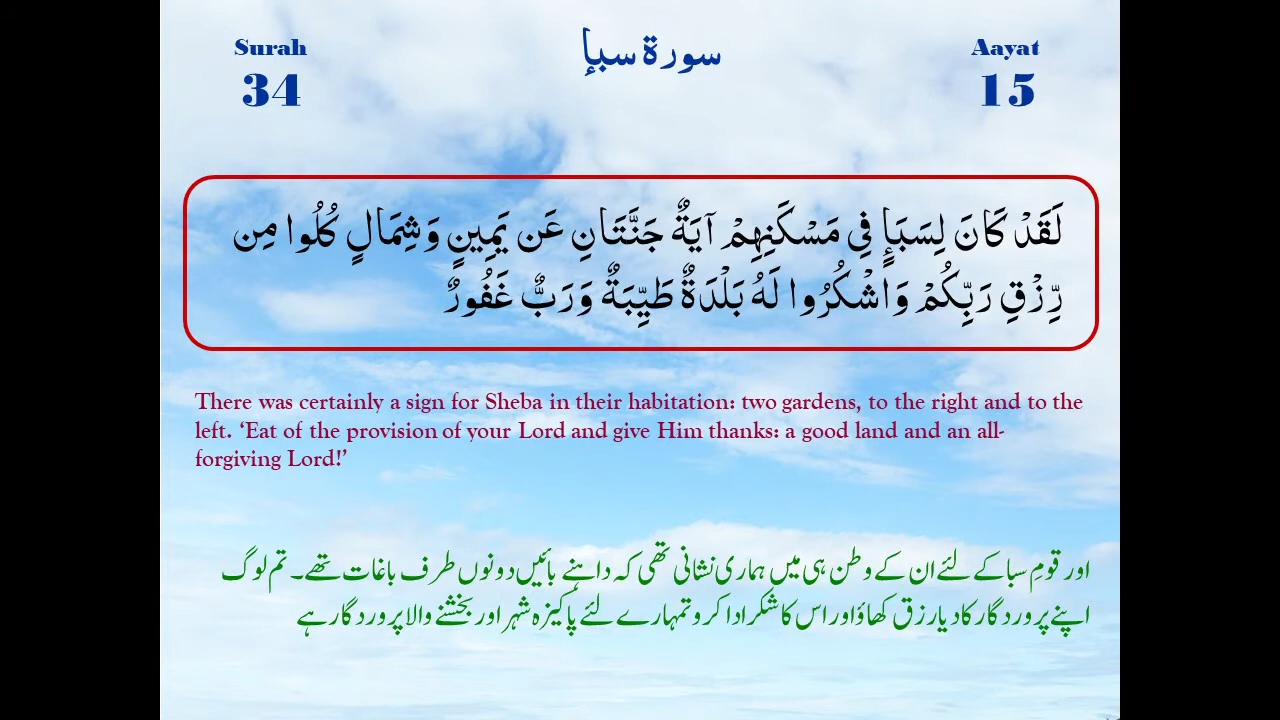 Surah
34
سورة سبإ
Aayat
15
لَقَدْ كَانَ لِسَبَإٍ فِي مَسْكَنِهِمْ آيَةٌ جَنَّتَانِ عَن يَمِينٍ وَشِمَالٍ كُلُوا مِن
رِّزْقِ رَبِّكُمْ وَاشْكُرُوا لَهُ بَلْدَةٌ طَيِّبَةٌ وَرَبٌّ غَفُورٌ
There was certainly a sign for Sheba in their habitation: two gardens, to the right and to the
left. ‘Eat of the provision of your Lord and give Him thanks: a good land and an all-
forgiving Lord!’
اور قومِ سبا کے لئے ان کے وطن ہی میں ہماری نشانی تھی کہ داہنے بائیں دونوں طرف باغات تھے۔ تم لوگ
اپنے پروردگار کا دیا رزق کھاؤ اور اس کا شکر ادا کرو تمہارے لئے پاکیزہ شہر اور بخشنے والا پروردگار ہے